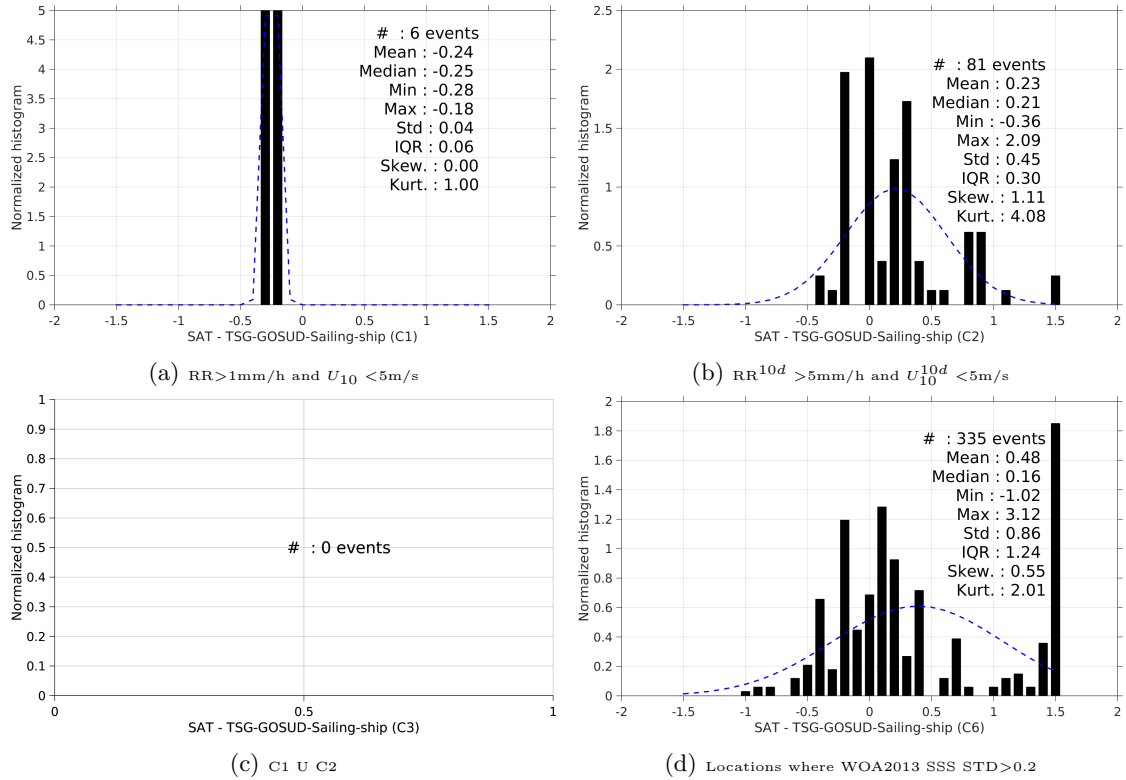 5
4.5
4
3.5
3
2.5
2
1.5
1
0.5
0
Normalized histogram
# : 6 events
Mean : -0.24
Median : -0.25
Min : -0.28
Max : -0.18
Std : 0.04
IQR : 0.06
Skew. : 0.00
Kurt. : 1.00
-2 -1.5 -1 -0.5 0 0.5 1 1.5 2
SAT - TSG-GOSUD-Sailing-ship (C1)
(a) RR>1mm/h and U10 <5m/s
2.5
2
1.5
1
0.5
0
Normalized histogram
# : 81 events
Mean : 0.23
Median : 0.21
Min : -0.36
Max : 2.09
Std : 0.45
IQR : 0.30
Skew. : 1.11
Kurt. : 4.08
-2 -1.5 -1 -0.5 0 0.5 1 1.5 2
SAT - TSG-GOSUD-Sailing-ship (C2)
(b) RR10d >5mm/h and U10d10 <5m/s
1
0.9
0.8
0.7
0.6
0.5
0.4
0.3
0.2
0.1
0
Normalized histogram
# : 0 events
0 0.5 1
SAT - TSG-GOSUD-Sailing-ship (C3)
(c) C1 U C2
2
1.8
1.6
1.4
1.2
1
0.8
0.6
0.4
0.2
0
Normalized histogram
# : 335 events
Mean : 0.48
Median : 0.16
Min : -1.02
Max : 3.12
Std : 0.86
IQR : 1.24
Skew. : 0.55
Kurt. : 2.01
-2 -1.5 -1 -0.5 0 0.5 1 1.5 2
SAT - TSG-GOSUD-Sailing-ship (C6)
(d) Locations where WOA2013 SSS STD>0.2